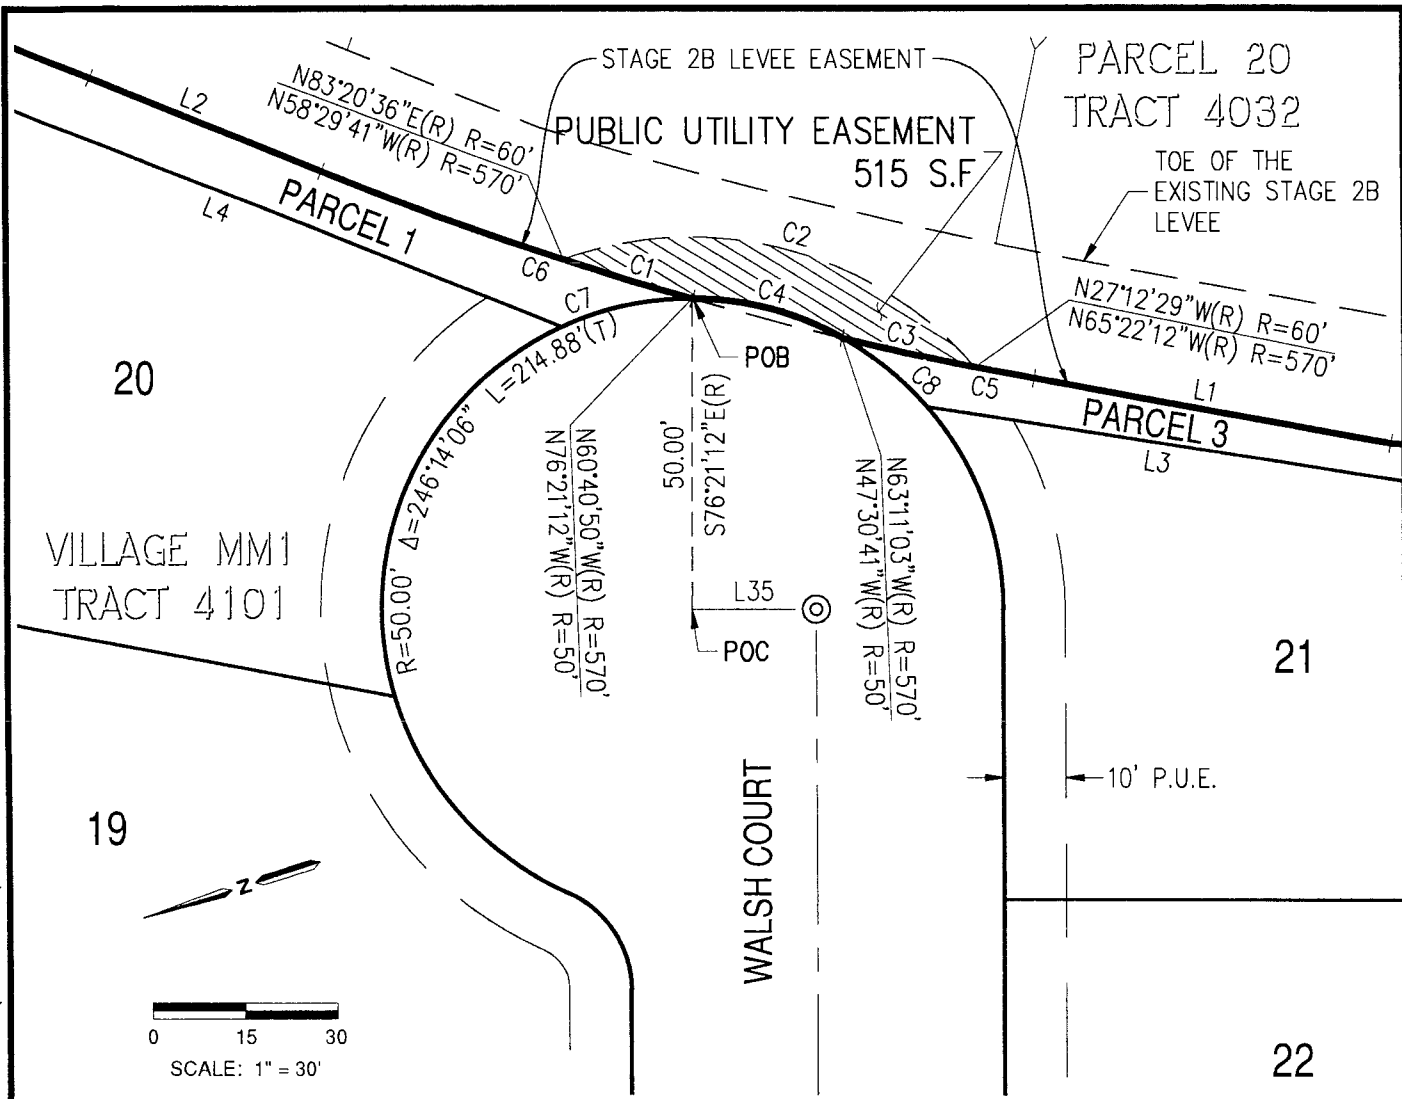 STAGE 2B LEVEE EASEMENT
PARCEL 20
TRACT 4032
N83°20'36"E(R) R=60'
N58°29'41"W(R) R=570'
L2
PUBLIC UTILITY EASEMENT
515 S.F
TOE OF THE
EXISTING STAGE 2B
LEVEE
PARCEL 1
L4
C2
C6
C1
C7
C4
C3
C8
C5
N27°12'29"W(R) R=60'
N65°22'12"W(R) R=570'
L1
PARCEL 3
L3
POB
20
R=50.00' Δ=246°14'06" L=214.88'(T)
50.00'
S76°21'12"E(R)
N60°40'50"W(R) R=570'
N76°21'12"W(R) R=50'
N63°11'03"W(R) R=570'
N47°30'41"W(R) R=50'
VILLAGE MM1
TRACT 4101
L35
POC
21
10' P.U.E.
19
WALSH COURT
N
0 15 30
SCALE: 1" = 30'
22